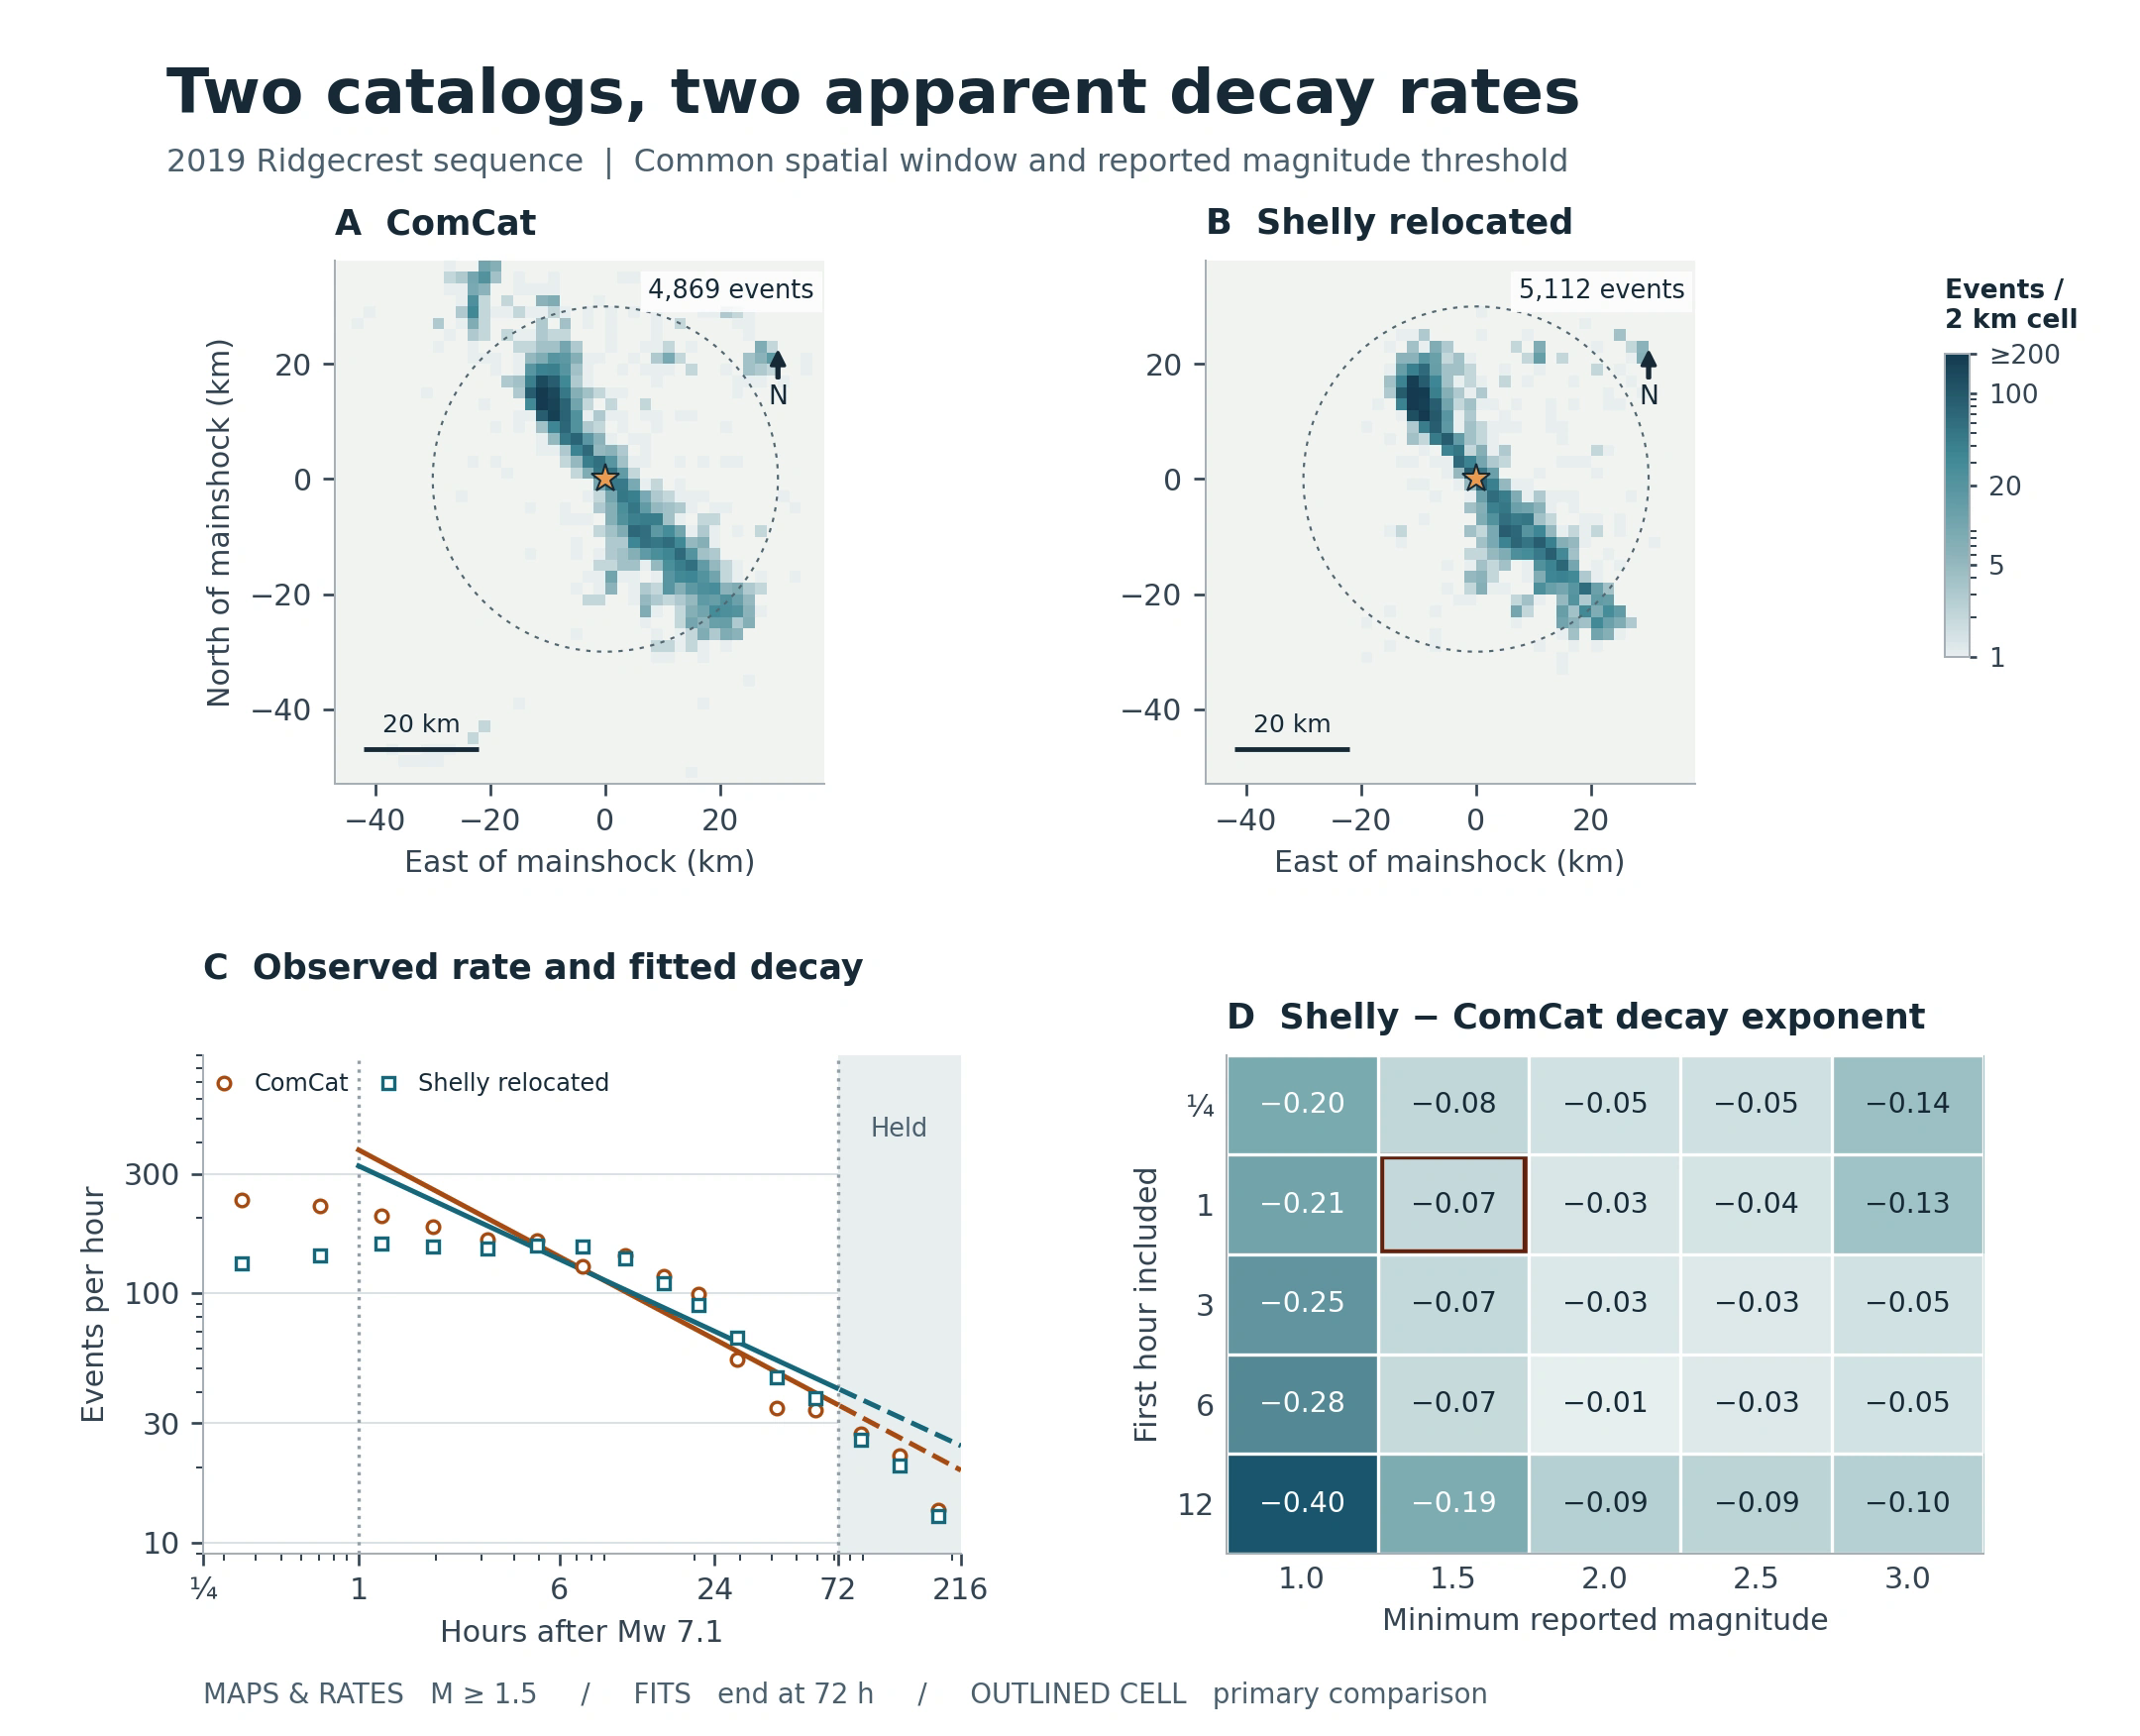 Two catalogs, two apparent decay rates
2019 Ridgecrest sequence | Common spatial window and reported magnitude threshold
A ComCat
4,869 events
N
20
0
−20
−40
North of mainshock (km)
20 km
−40 −20 0 20
East of mainshock (km)
B Shelly relocated
5,112 events
N
20
0
−20
−40
20 km
−40 −20 0 20
East of mainshock (km)
Events /
2 km cell
≥200
100
20
5
1
C Observed rate and fitted decay
ComCat Shelly relocated
Held
300
100
30
10
Events per hour
¼ 1 6 24 72 216
Hours after Mw 7.1
D Shelly − ComCat decay exponent
First hour included
¼ −0.20 −0.08 −0.05 −0.05 −0.14
1 −0.21 −0.07 −0.03 −0.04 −0.13
3 −0.25 −0.07 −0.03 −0.03 −0.05
6 −0.28 −0.07 −0.01 −0.03 −0.05
12 −0.40 −0.19 −0.09 −0.09 −0.10
1.0 1.5 2.0 2.5 3.0
Minimum reported magnitude
MAPS & RATES M ≥ 1.5 / FITS end at 72 h / OUTLINED CELL primary comparison